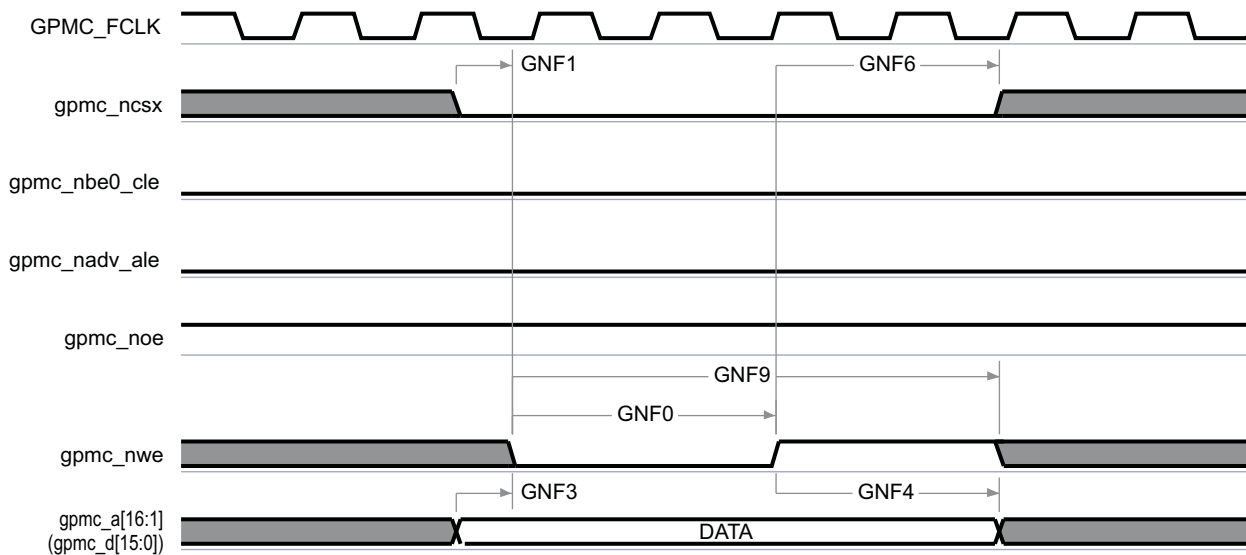 GPMC_FCLK
GNF1
GNF6
gpmc_ncsx
gpmc_nbe0_cle
gpmc_nadv_ale
gpmc_noe
GNF9
GNF0
gpmc_nwe
GNF3
GNF4
gpmc_a[16:1]
(gpmc_d[15:0])
DATA